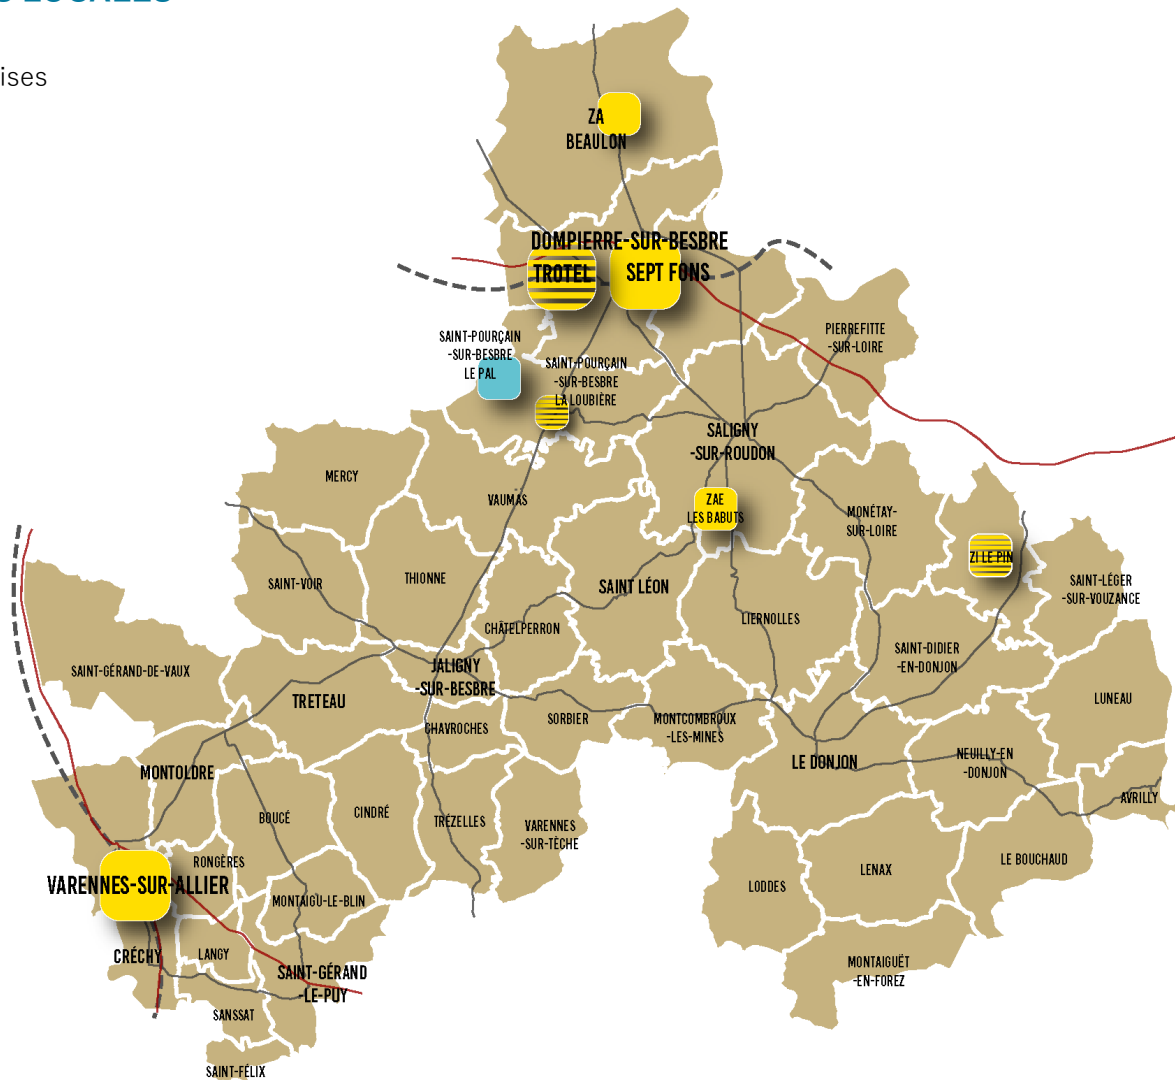 ises
ZA
BEAULON
DOMPIERRE-SUR-BESBRE
TROTEL
SEPT FONS
SAINT-POURÇAIN
-SUR-BESBRE
LE PAL
SAINT-POURÇAIN
-SUR-BESBRE
LA LOUBIÈRE
PIERREFITTE
-SUR-LOIRE
SALIGNY
-SUR-ROUDON
MERCY
VAUMAS
ZAE
LES BABUTS
MONÉTAY-
SUR-LOIRE
ZI LE PIN
SAINT-VOIR
THIONNE
SAINT LÉON
SAINT-LÉGER
-SUR-VOUZANCE
CHÂTELPERRON
LIERNOLLES
SAINT-DIDIER
-EN-DONJON
SAINT-GÉRAND-DE-VAUX
JALIGNY
-SUR-BESBRE
TRETEAU
LUNEAU
CHAVROCHES
SORBIER
MONTCOMBROUX
-LES-MINES
LE DONJON
NEUILLY-EN
-DONJON
MONTOLDRE
AVRILLY
BOUCÉ
CINDRÉ
TRÉZELLES
VARENNES
-SUR-TÈCHE
RONGÈRES
LE BOUCHAUD
LENAX
LODDES
VARENNES-SUR-ALLIER
MONTAIGU-LE-BLIN
CRÉCHY
LANGY
SAINT-GÉRAND
-LE-PUY
MONTAIGUËT
-EN-FOREZ
SANSSAT
SAINT-FÉLIX